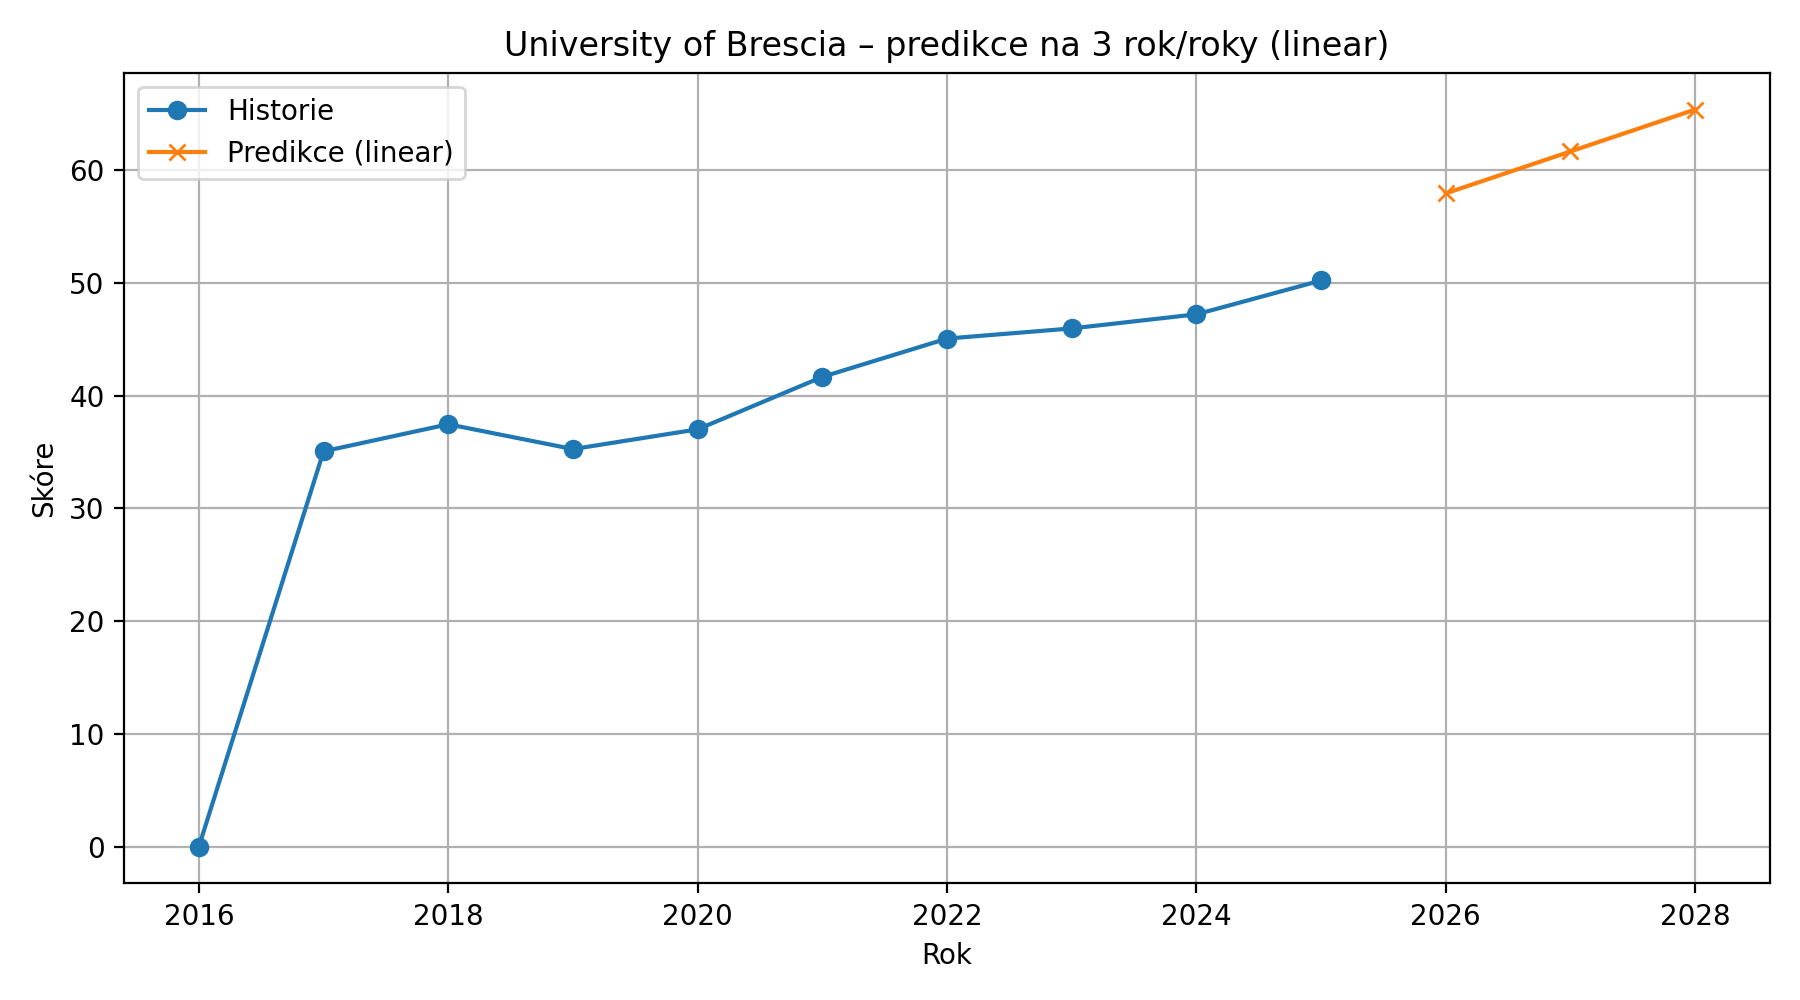 University of Brescia – predikce na 3 rok/roky (linear)
Historie
Predikce (linear)
60
50
40
30
20
10
0
Skóre
2016 2018 2020 2022 2024 2026 2028
Rok